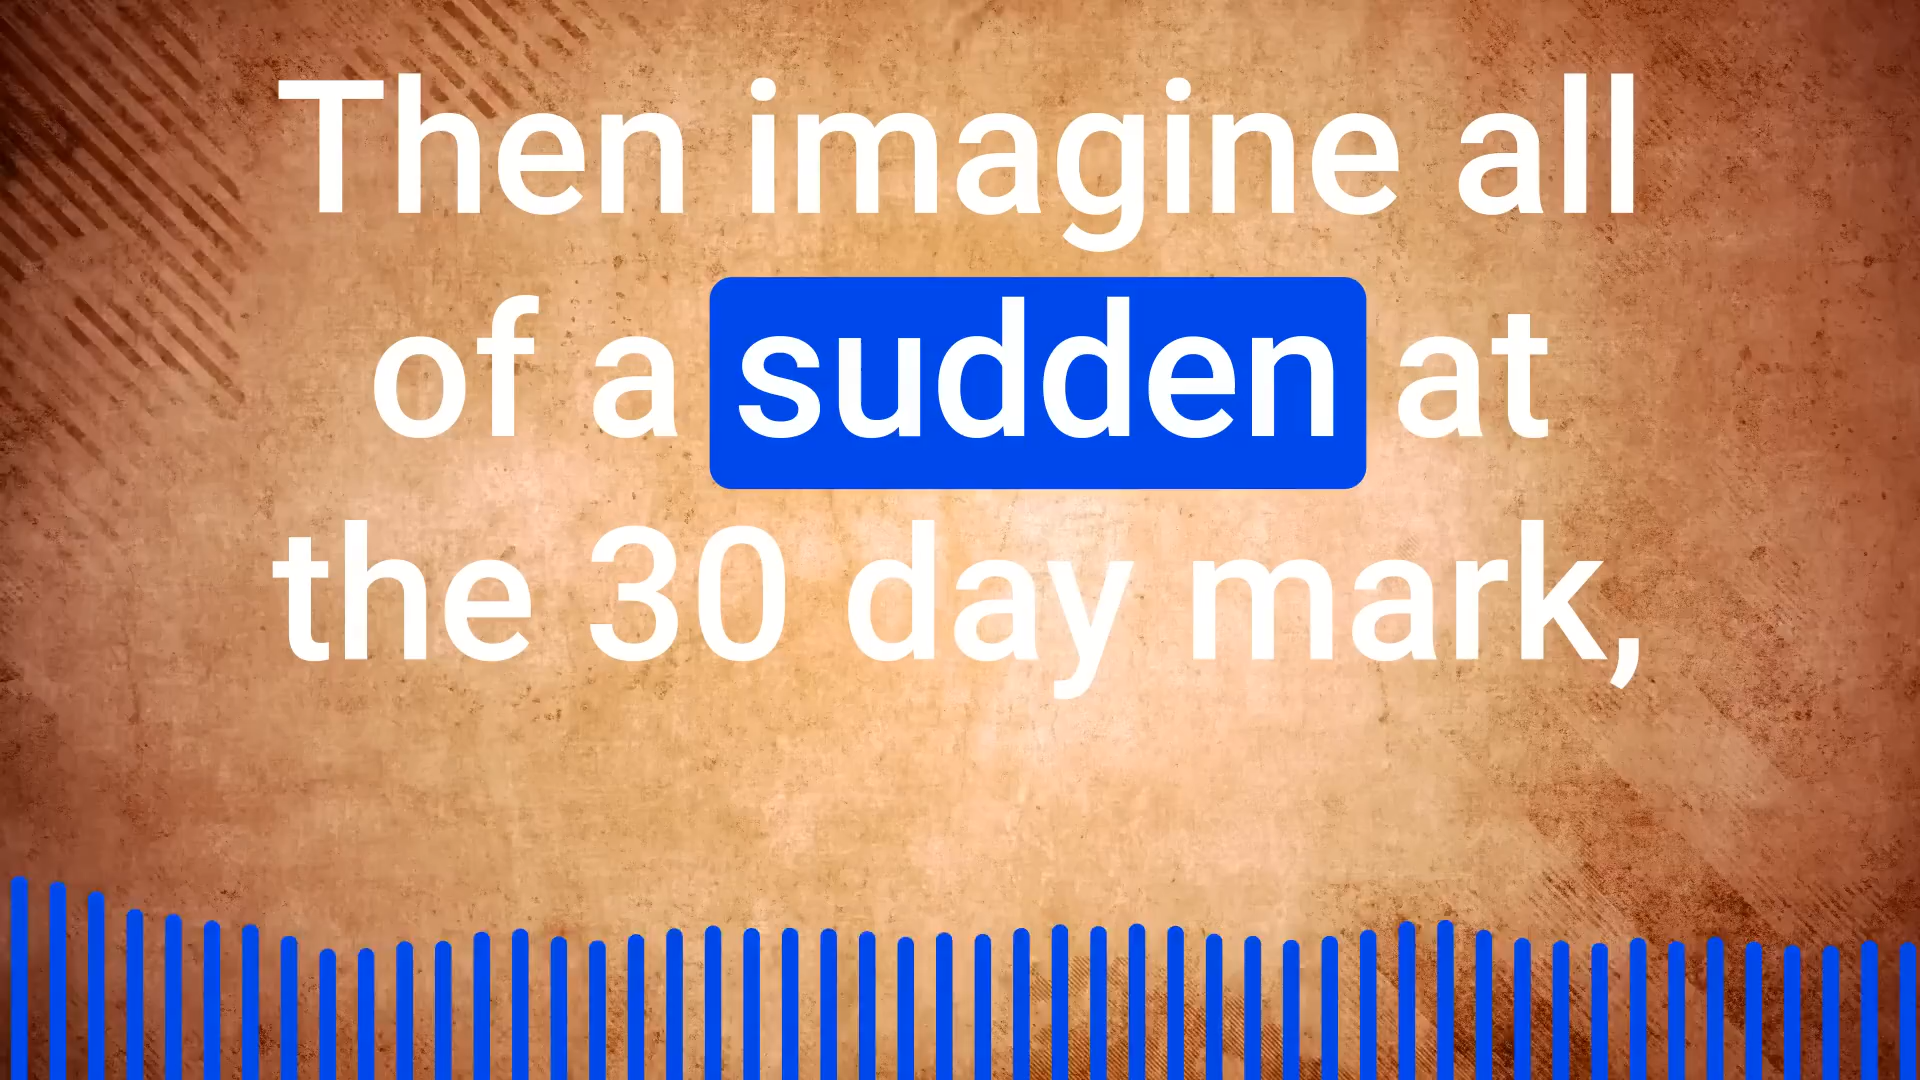 Then imagine all
of a sudden at
the 30 day mark,